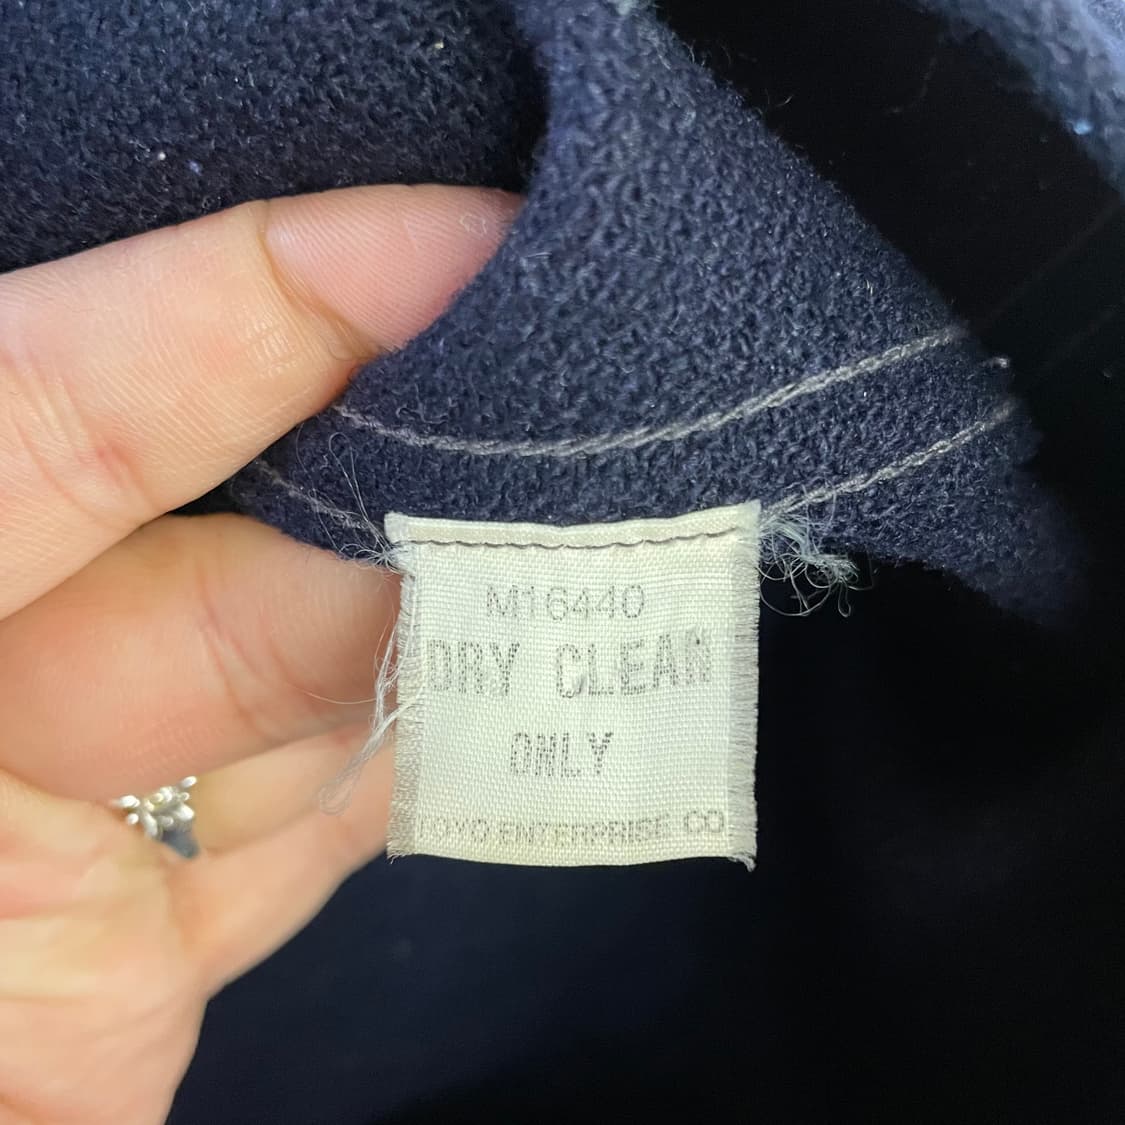 M16440
DRY CLEAN
ONLY
ENTERPRISE CO